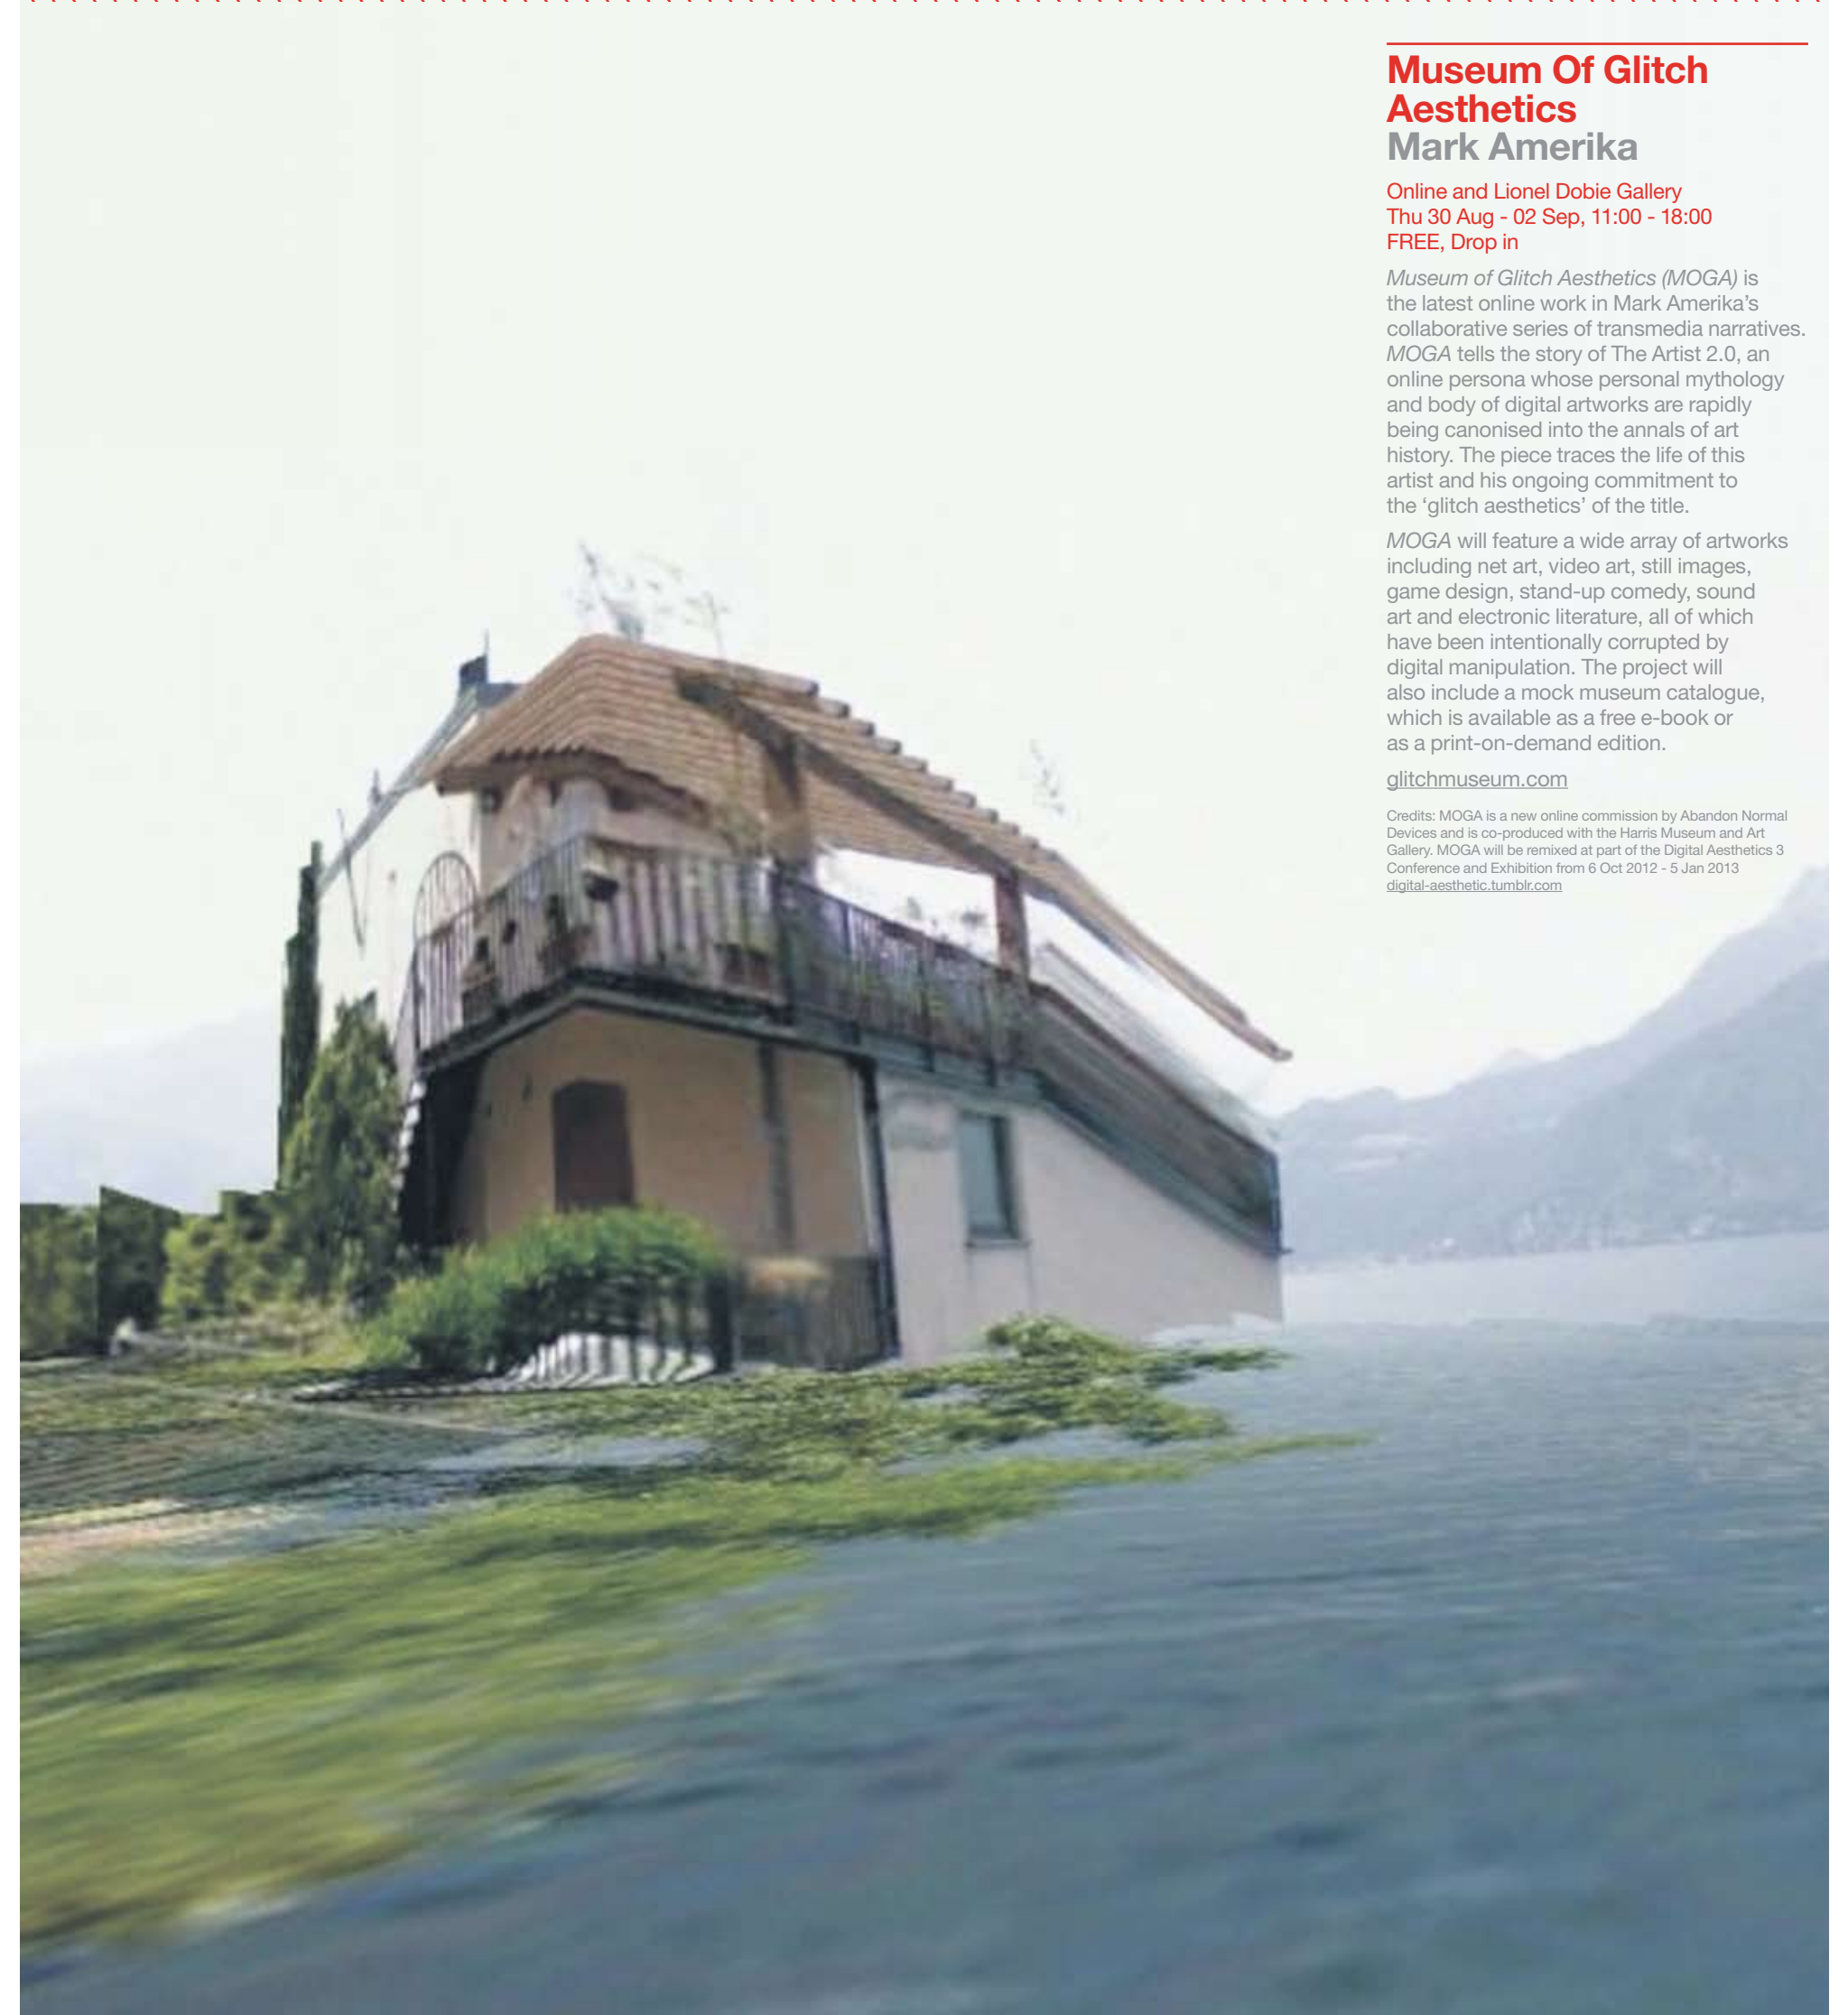 Museum Of Glitch
Aesthetics
Mark Amerika
Online and Lionel Dobie Gallery
Thu 30 Aug - 02 Sep, 11:00 - 18:00
FREE, Drop in
Museum of Glitch Aesthetics (MOGA) is
the latest online work in Mark Amerika’s
collaborative series of transmedia narratives.
MOGA tells the story of The Artist 2.0, an
online persona whose personal mythology
and body of digital artworks are rapidly
being canonised into the annals of art
history. The piece traces the life of this
artist and his ongoing commitment to
the ‘glitch aesthetics’ of the title.
MOGA will feature a wide array of artworks
including net art, video art, still images,
game design, stand-up comedy, sound
art and electronic literature, all of which
have been intentionally corrupted by
digital manipulation. The project will
also include a mock museum catalogue,
which is available as a free e-book or
as a print-on-demand edition.
glitchmuseum.com
Credits: MOGA is a new online commission by Abandon Normal
Devices and is co-produced with the Harris Museum and Art
Gallery. MOGA will be remixed at part of the Digital Aesthetics 3
Conference and Exhibition from 6 Oct 2012 - 5 Jan 2013
digital-aesthetic.tumblr.com